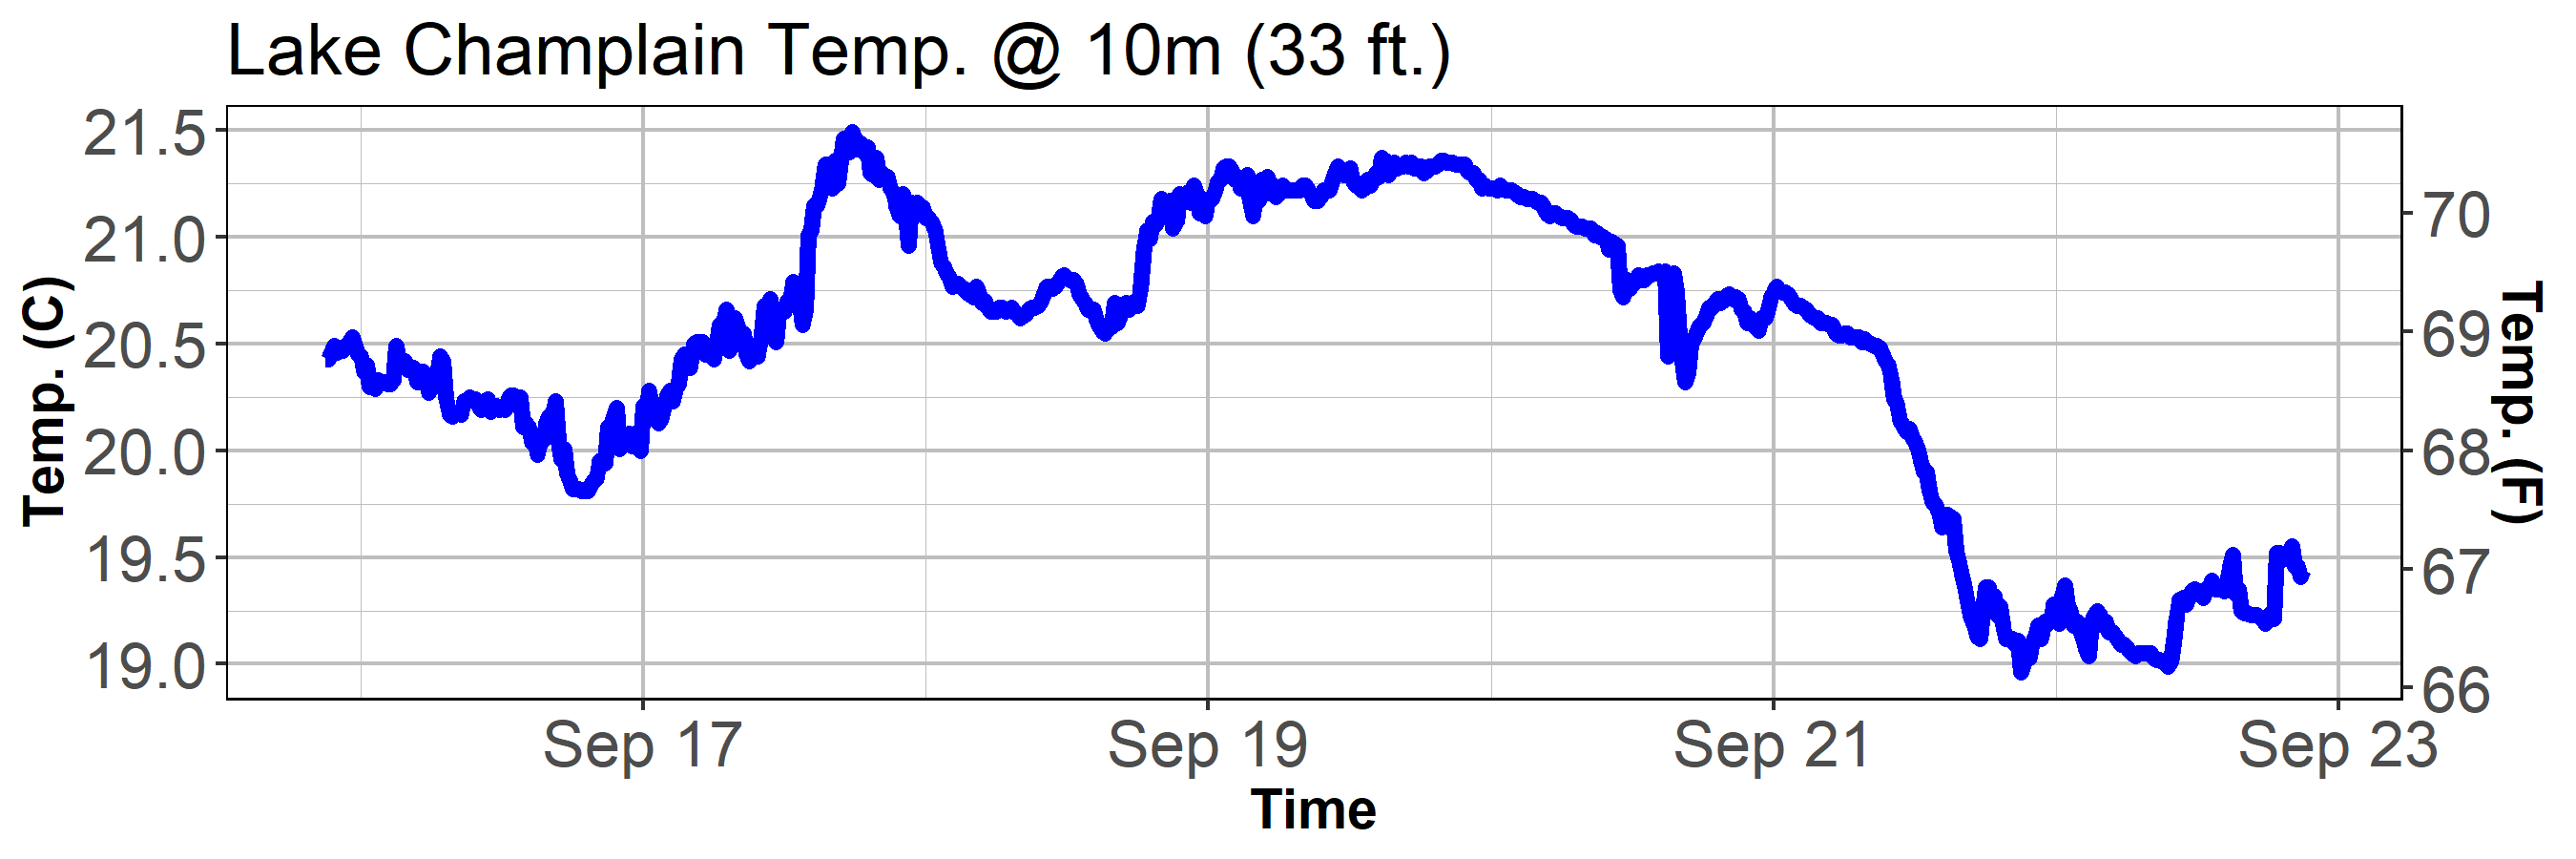 Lake Champlain Temp. @ 10m (33 ft.)
Temp. (C)
21.5
21.0
20.5
20.0
19.5
19.0
70
69
68
67
66
Temp. (F)
Sep 17 Sep 19 Sep 21 Sep 23
Time